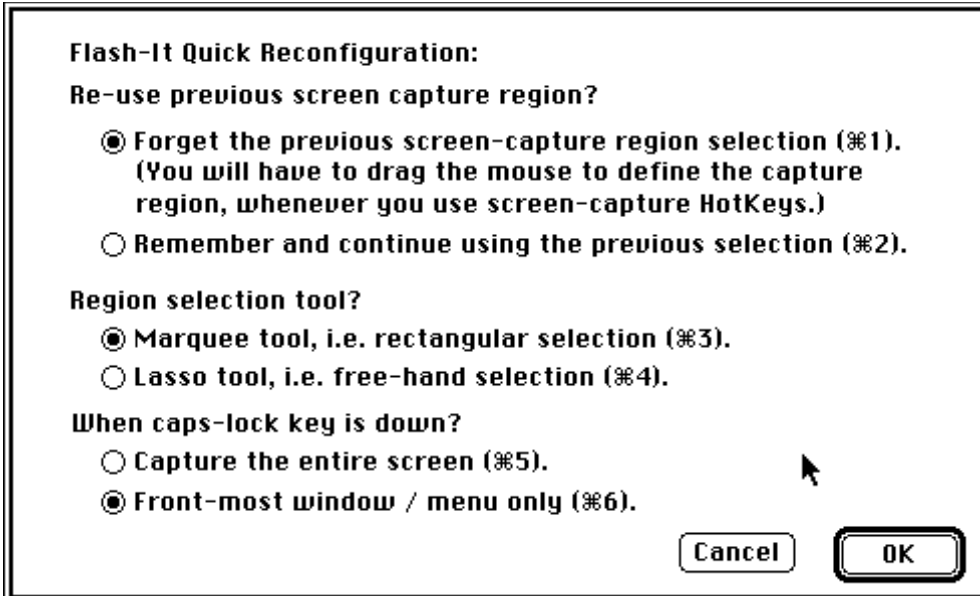 Flash-It Quick Reconfiguration:
Re-use previous screen capture region?
Forget the previous screen-capture region selection (⌘1).
(You will have to drag the mouse to define the capture
region, whenever you use screen-capture HotKeys.)
Remember and continue using the previous selection (⌘2).
Region selection tool?
Marquee tool, i.e. rectangular selection (⌘3).
Lasso tool, i.e. free-hand selection (⌘4).
When caps-lock key is down?
Capture the entire screen (⌘5).
Front-most window / menu only (⌘6).
Cancel OK